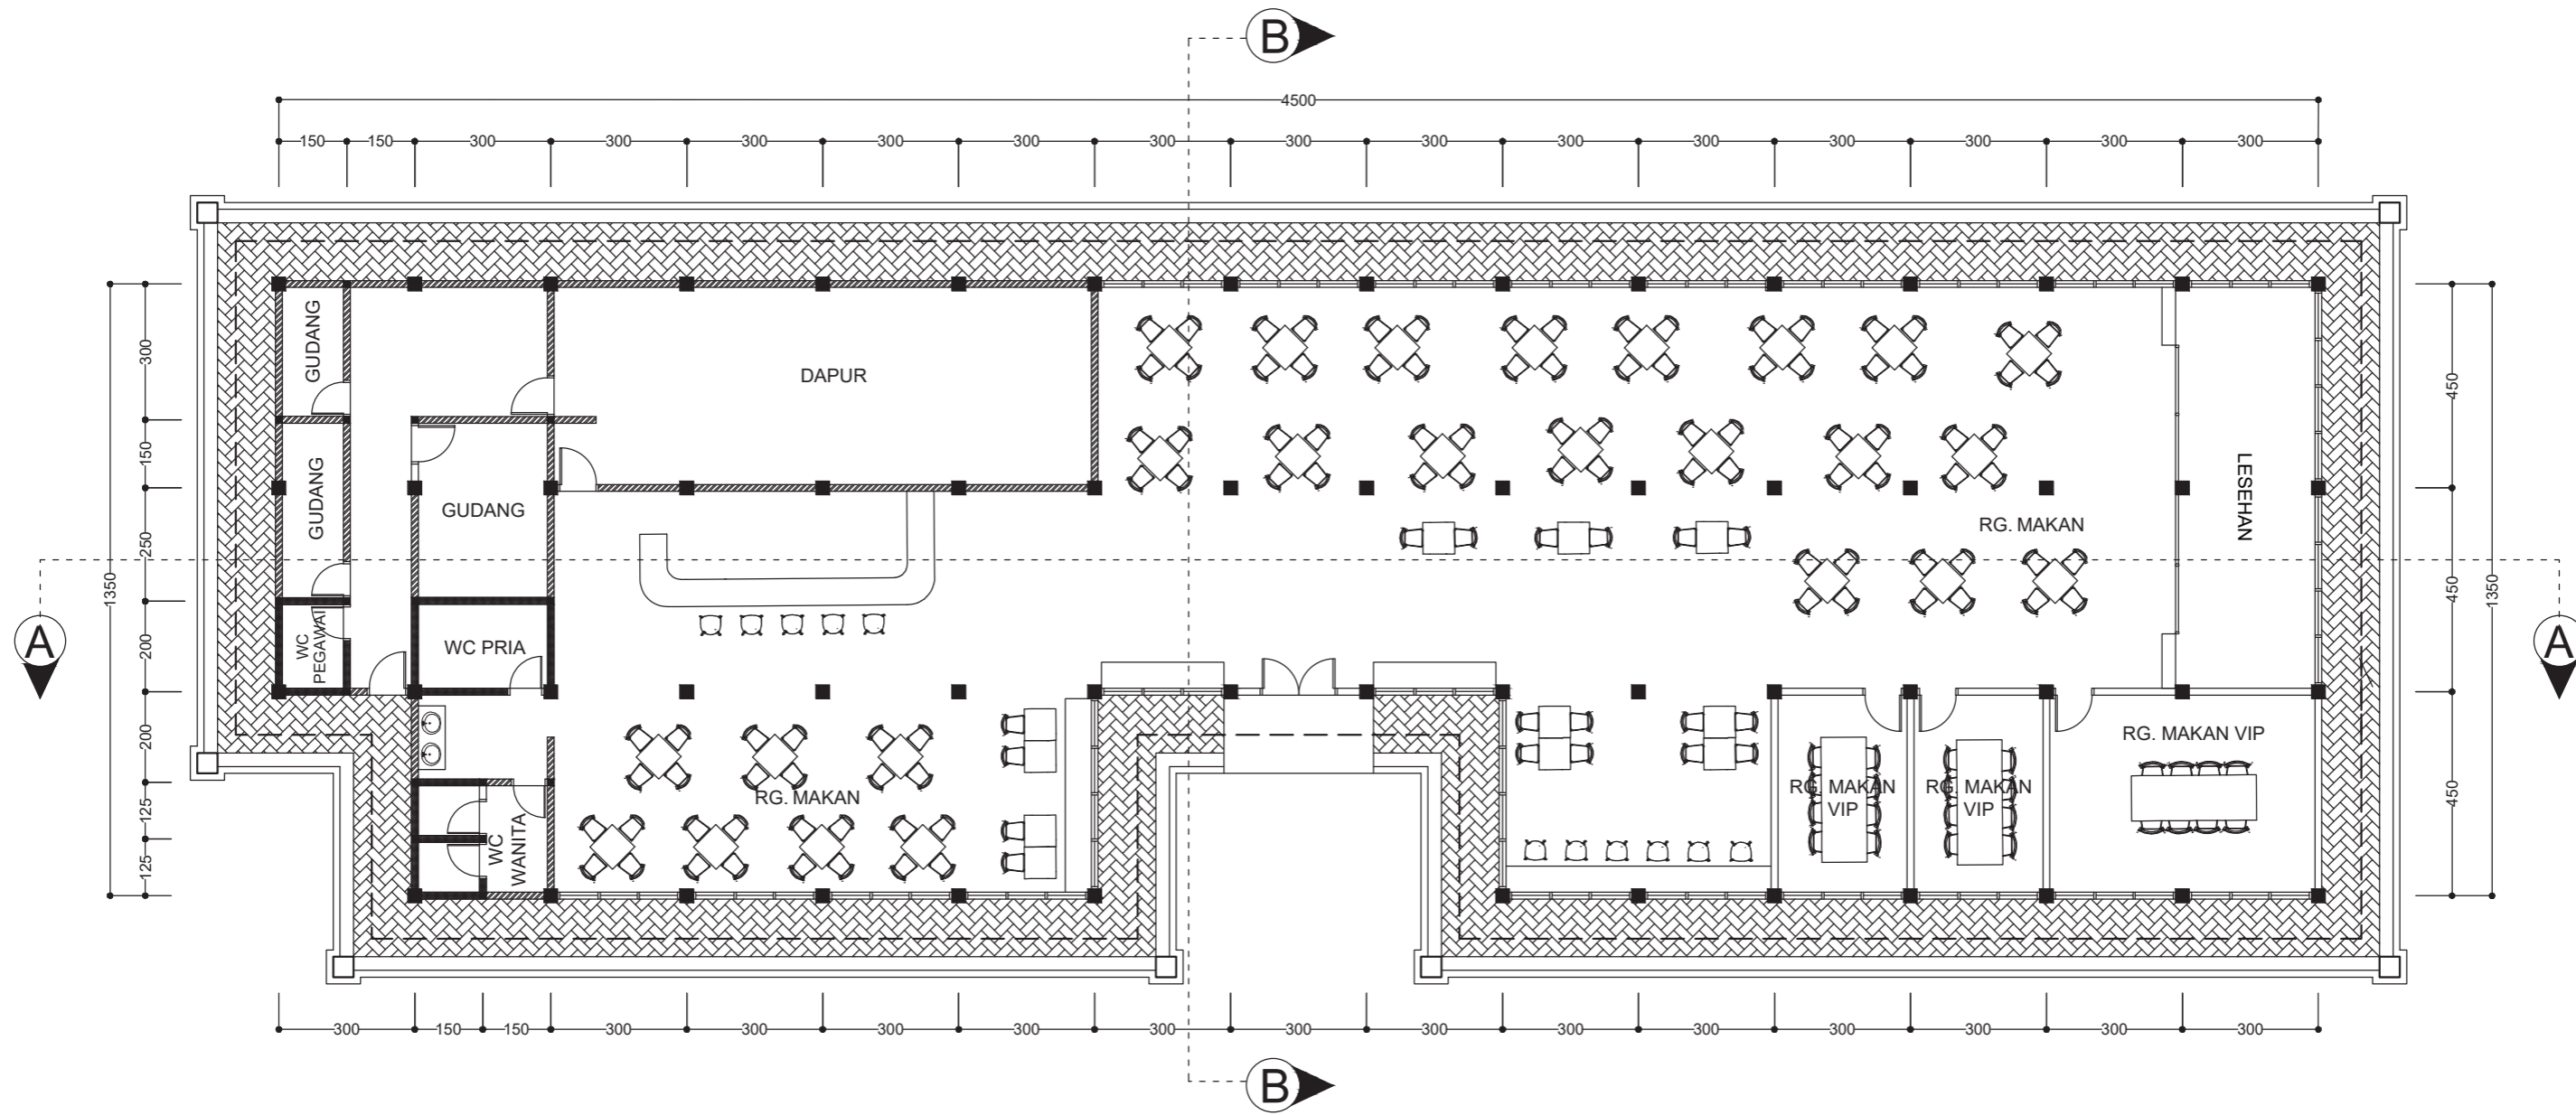 B
4500
150 150 300 300 300 300 300 300 300 300 300 300 300 300 300 300
GUDANG
DAPUR
300
450
150
GUDANG
GUDANG
LESEHAN
RG. MAKAN
250
1350
450
1350
A
A
200
WC
PEGAWAI
WC PRIA
200
RG. MAKAN VIP
RG. MAKAN
VIP
RG. MAKAN
VIP
RG. MAKAN
450
125
WC
WANITA
125
300 150 150 300 300 300 300 300 300 300 300 300 300 300 300 300
B